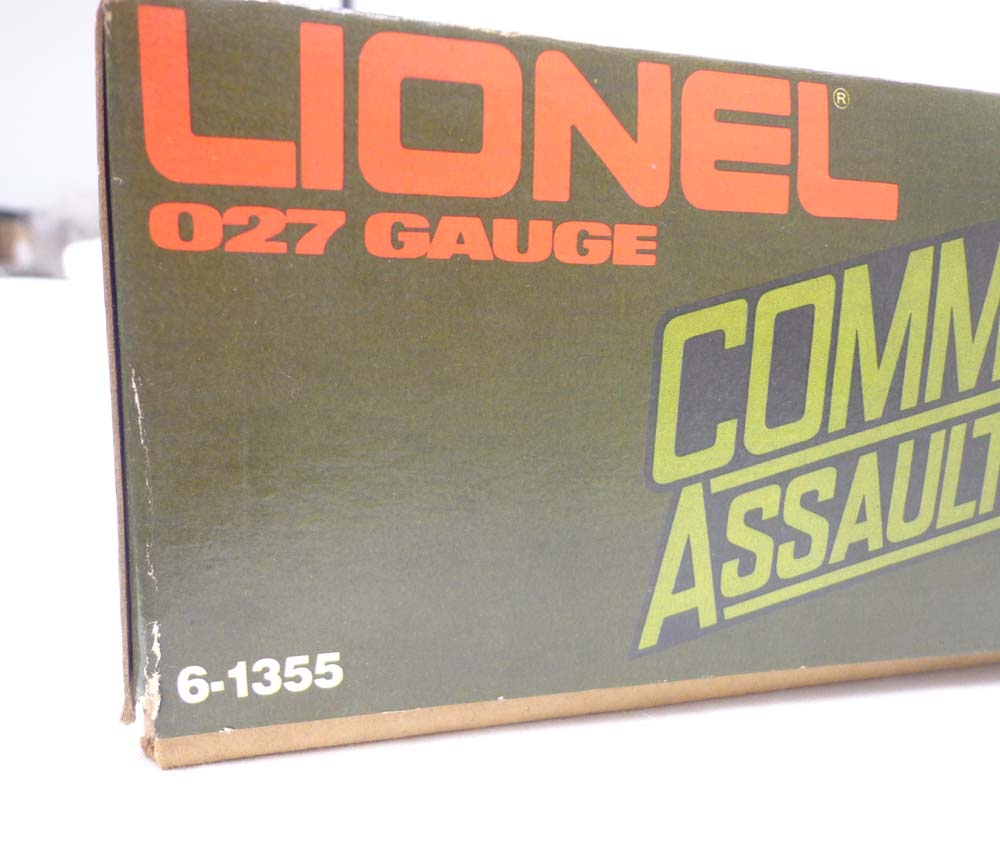 LIONEL®
027 GAUGE
COMM
ASSAULT
6-1355